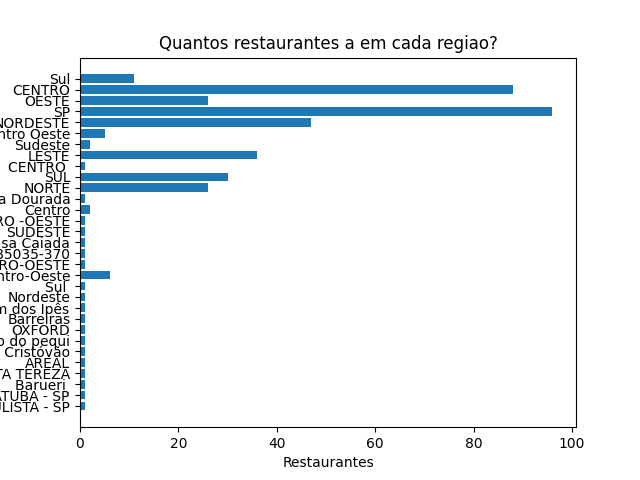 Quantos restaurantes a em cada regiao?
Sul
CENTRO
OESTE
SP
NORDESTE
ntro Oeste
Sudeste
LESTE
CENTRO
SUL
NORTE
a Dourada
Centro
RO -OESTE
SUDESTE
sa Caiada
35035-370
RO-OESTE
ntro-Oeste
Sul
Nordeste
m dos Ipês
Barreiras
OXFORD
o do pequi
Cristóvão
AREAL
TA TEREZA
Barueri
ATUBA - SP
ULISTA - SP
0 20 40 60 80 100
Restaurantes